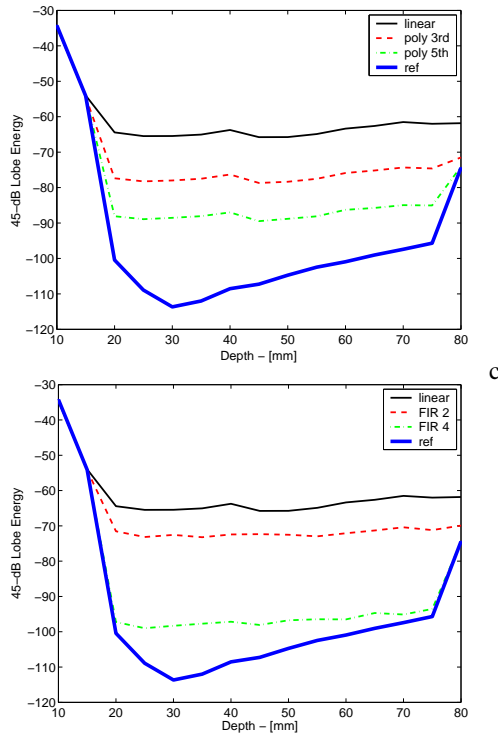 −30
−40
−50
−60
−70
−80
−90
−100
−110
−120
45−dB Lobe Energy
linear
poly 3rd
poly 5th
ref
10 20 30 40 50 60 70 80
Depth − [mm]
c
−30
−40
−50
−60
−70
−80
−90
−100
−110
−120
45−dB Lobe Energy
linear
FIR 2
FIR 4
ref
10 20 30 40 50 60 70 80
Depth − [mm]